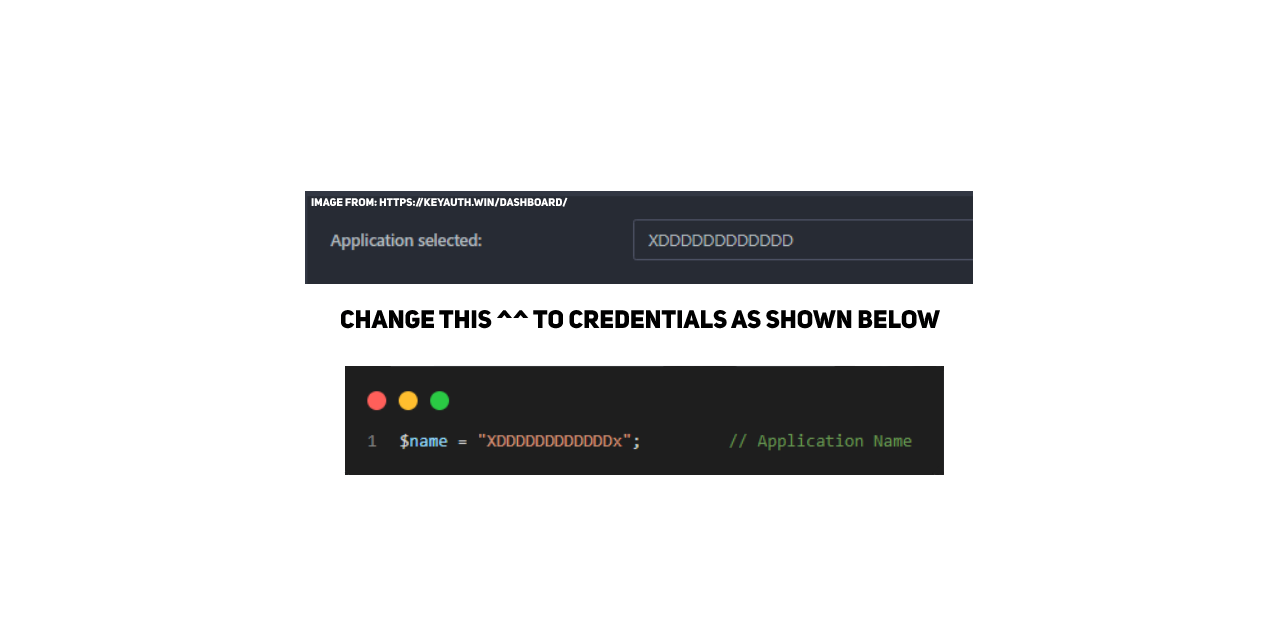 IMAGE FROM: HTTPS://KEYAUTH.WIN/DASHBOARD/
Application selected: XDDDDDDDDDDDD
CHANGE THIS ^^ TO CREDENTIALS AS SHOWN BELOW
1 $name = "XDDDDDDDDDDDDx"; // Application Name